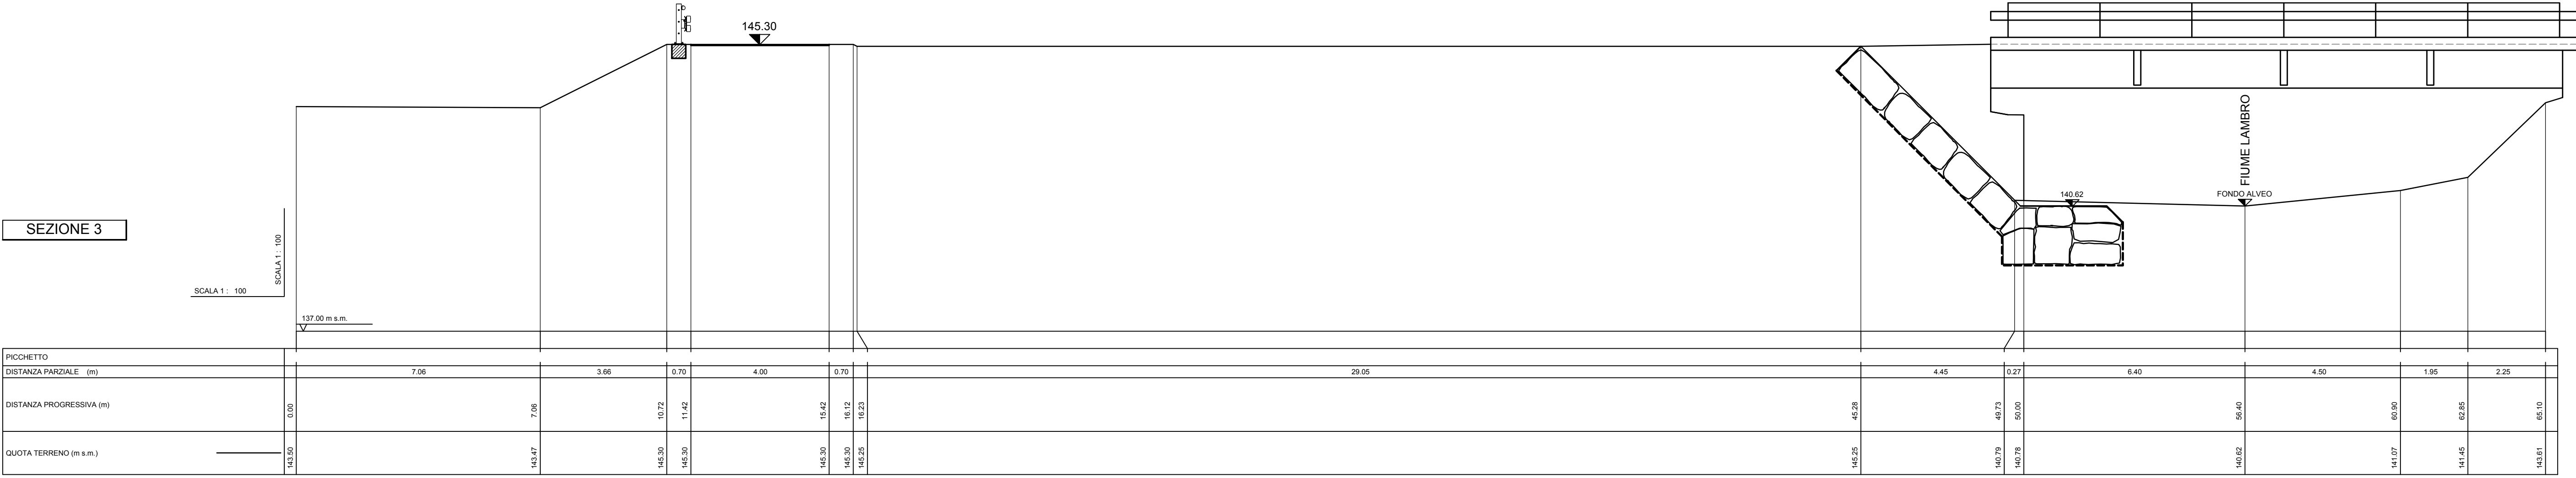 145.30
FIUME LAMBRO
140.62
FONDO ALVEO
SEZIONE 3
SCALA 1 : 100
SCALA 1 : 100
137.00 m s.m.
PICCHETTO
DISTANZA PARZIALE (m) 7.06 3.66 0.70 4.00 0.70 29.05 4.45 0.27 6.40 4.50 1.95 2.25
DISTANZA PROGRESSIVA (m) 0.00 7.06 10.72 11.42 15.42 16.12 16.23 45.28 49.73 50.00 56.40 60.90 62.85 65.10
QUOTA TERRENO (m s.m.) 143.50 143.47 145.30 145.30 145.30 145.30 145.25 145.25 140.79 140.78 140.62 141.07 141.45 143.61